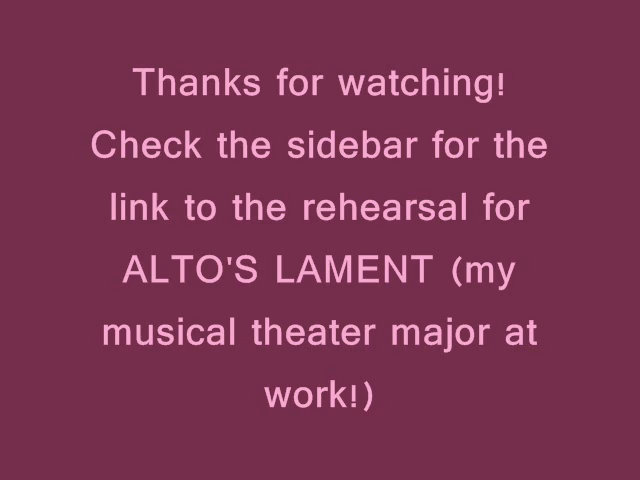 Thanks for watching!
Check the sidebar for the
link to the rehearsal for
ALTO'S LAMENT (my
musical theater major at
work!)